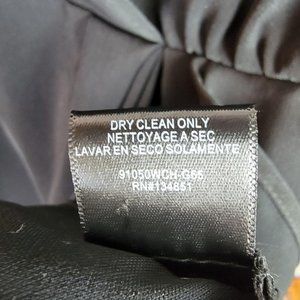 DRY CLEAN ONLY
NETTOYAGE A SEC
LAVAR EN SECO SOLAMENTE
91050WCH-G66
RN#134851